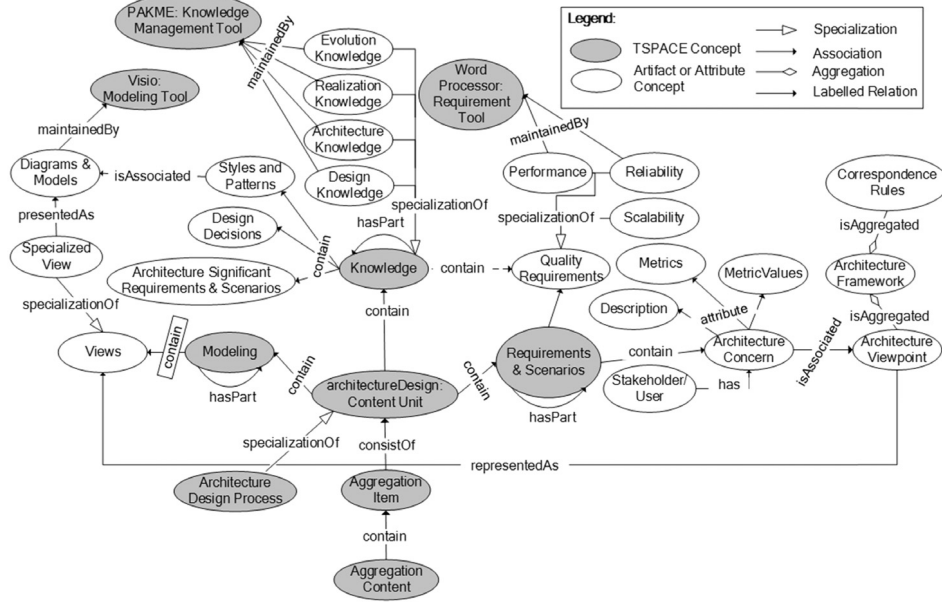 PAKME: Knowledge
Management Tool
Legend:
Specialization
TSPACE Concept
Association
Artifact or Attribute
Concept
Aggregation
Labelled Relation
Evolution
Knowledge
maintainedBy
Word
Processor:
Requirement
Tool
Visio:
Modeling Tool
Realization
Knowledge
maintainedBy
Architecture
Knowledge
maintainedBy
Diagrams &
Models
isAssociated
Styles and
Patterns
Design
Knowledge
Performance
Reliability
Correspondence
Rules
presentedAs
specializationOf
specializationOf
Scalability
Design
Decisions
hasPart
isAggregated
Specialized
View
contain
Knowledge
contain
Quality
Requirements
Metrics
MetricValues
Architecture
Framework
Architecture Significant
Requirements & Scenarios
specializationOf
contain
Description
attribute
isAggregated
Views
contain
Modeling
contain
Requirements
& Scenarios
contain
Architecture
Concern
isAssociated
Architecture
Viewpoint
hasPart
architectureDesign:
Content Unit
contain
Stakeholder/
User
has
hasPart
specializationOf
consistOf
representedAs
Architecture
Design Process
Aggregation
Item
contain
Aggregation
Content